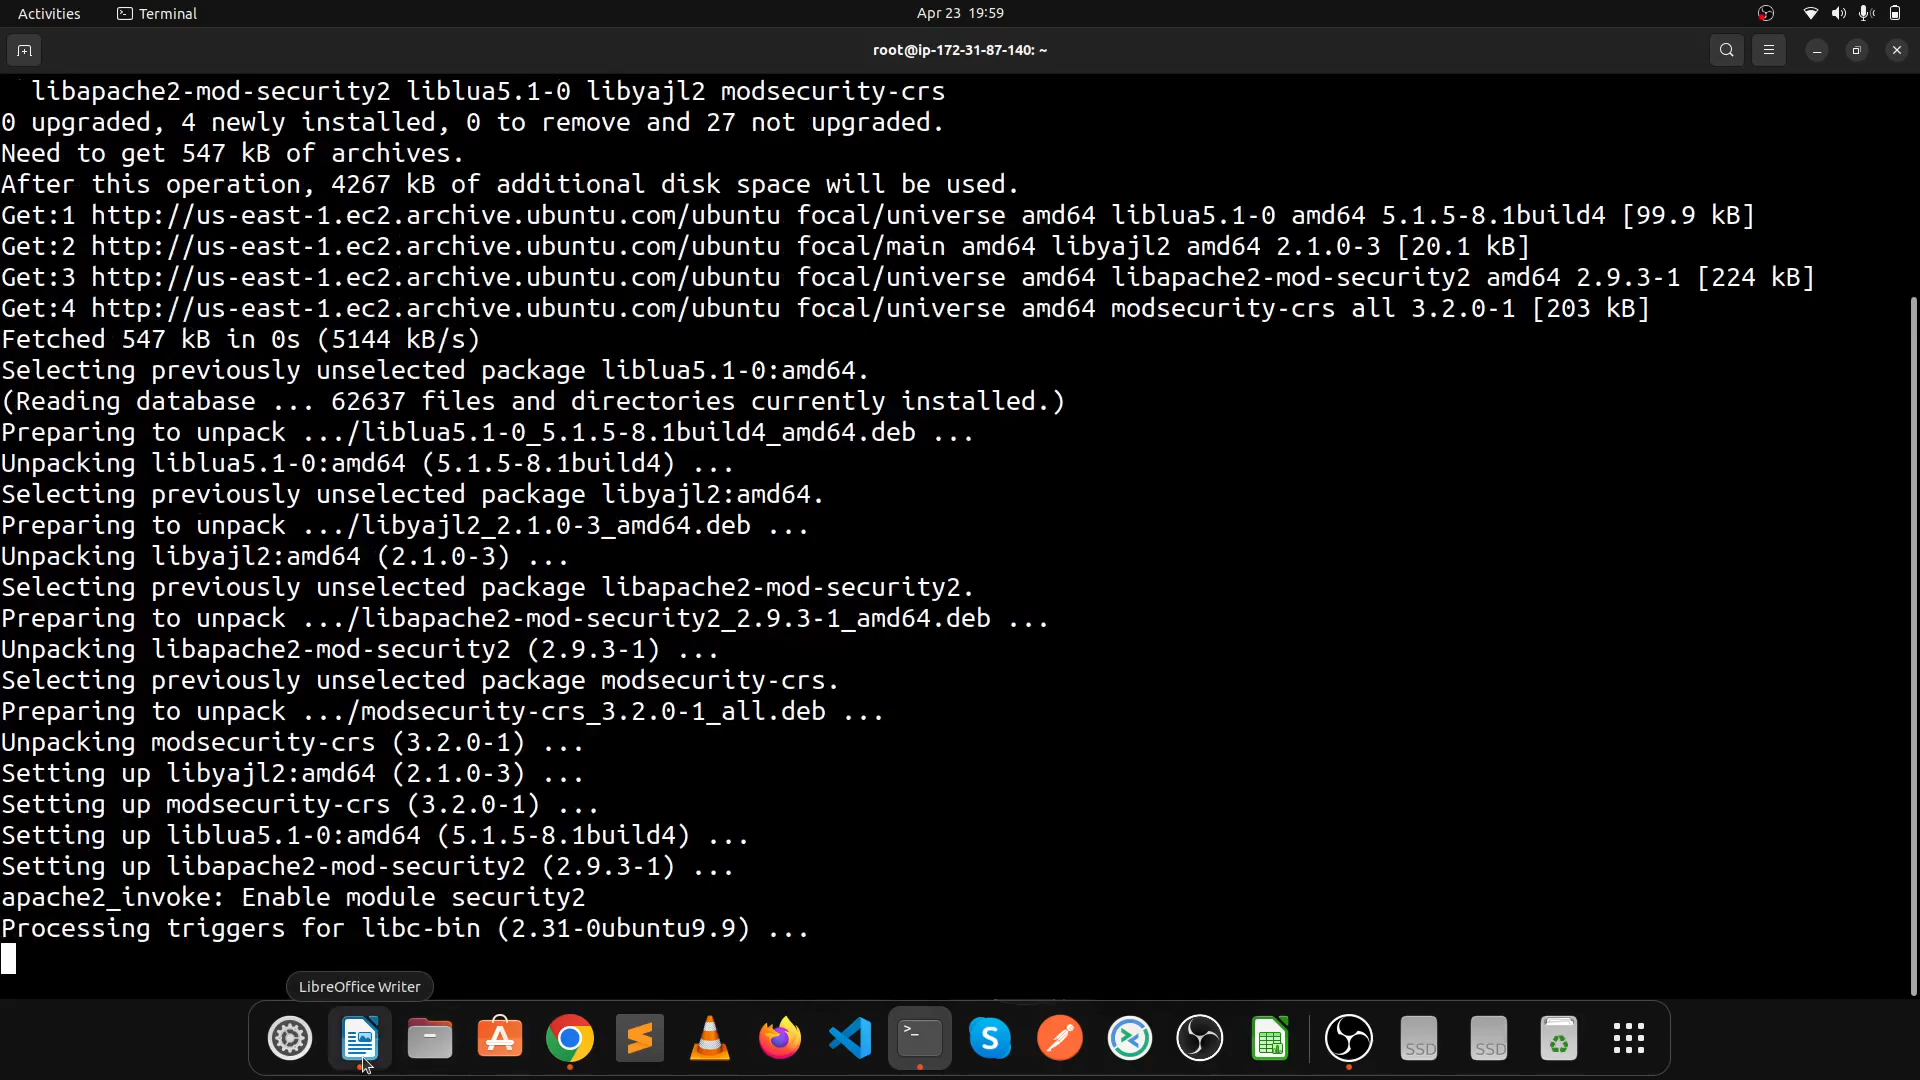 Activities
Terminal
Apr 23 19:59
root@ip-172-31-87-140: ~
libapache2-mod-security2 liblua5.1-0 libyajl2 modsecurity-crs
0 upgraded, 4 newly installed, 0 to remove and 27 not upgraded.
Need to get 547 kB of archives.
After this operation, 4267 kB of additional disk space will be used.
Get:1 http://us-east-1.ec2.archive.ubuntu.com/ubuntu focal/universe amd64 liblua5.1-0 amd64 5.1.5-8.1build4 [99.9 kB]
Get:2 http://us-east-1.ec2.archive.ubuntu.com/ubuntu focal/main amd64 libyajl2 amd64 2.1.0-3 [20.1 kB]
Get:3 http://us-east-1.ec2.archive.ubuntu.com/ubuntu focal/universe amd64 libapache2-mod-security2 amd64 2.9.3-1 [224 kB]
Get:4 http://us-east-1.ec2.archive.ubuntu.com/ubuntu focal/universe amd64 modsecurity-crs all 3.2.0-1 [203 kB]
Fetched 547 kB in 0s (5144 kB/s)
Selecting previously unselected package liblua5.1-0:amd64.
(Reading database ... 62637 files and directories currently installed.)
Preparing to unpack .../liblua5.1-0_5.1.5-8.1build4_amd64.deb ...
Unpacking liblua5.1-0:amd64 (5.1.5-8.1build4) ...
Selecting previously unselected package libyajl2:amd64.
Preparing to unpack .../libyajl2_2.1.0-3_amd64.deb ...
Unpacking libyajl2:amd64 (2.1.0-3) ...
Selecting previously unselected package libapache2-mod-security2.
Preparing to unpack .../libapache2-mod-security2_2.9.3-1_amd64.deb ...
Unpacking libapache2-mod-security2 (2.9.3-1) ...
Selecting previously unselected package modsecurity-crs.
Preparing to unpack .../modsecurity-crs_3.2.0-1_all.deb ...
Unpacking modsecurity-crs (3.2.0-1) ...
Setting up libyajl2:amd64 (2.1.0-3) ...
Setting up modsecurity-crs (3.2.0-1) ...
Setting up liblua5.1-0:amd64 (5.1.5-8.1build4) ...
Setting up libapache2-mod-security2 (2.9.3-1) ...
apache2_invoke: Enable module security2
Processing triggers for libc-bin (2.31-0ubuntu9.9) ...
LibreOffice Writer
SSD
SSD